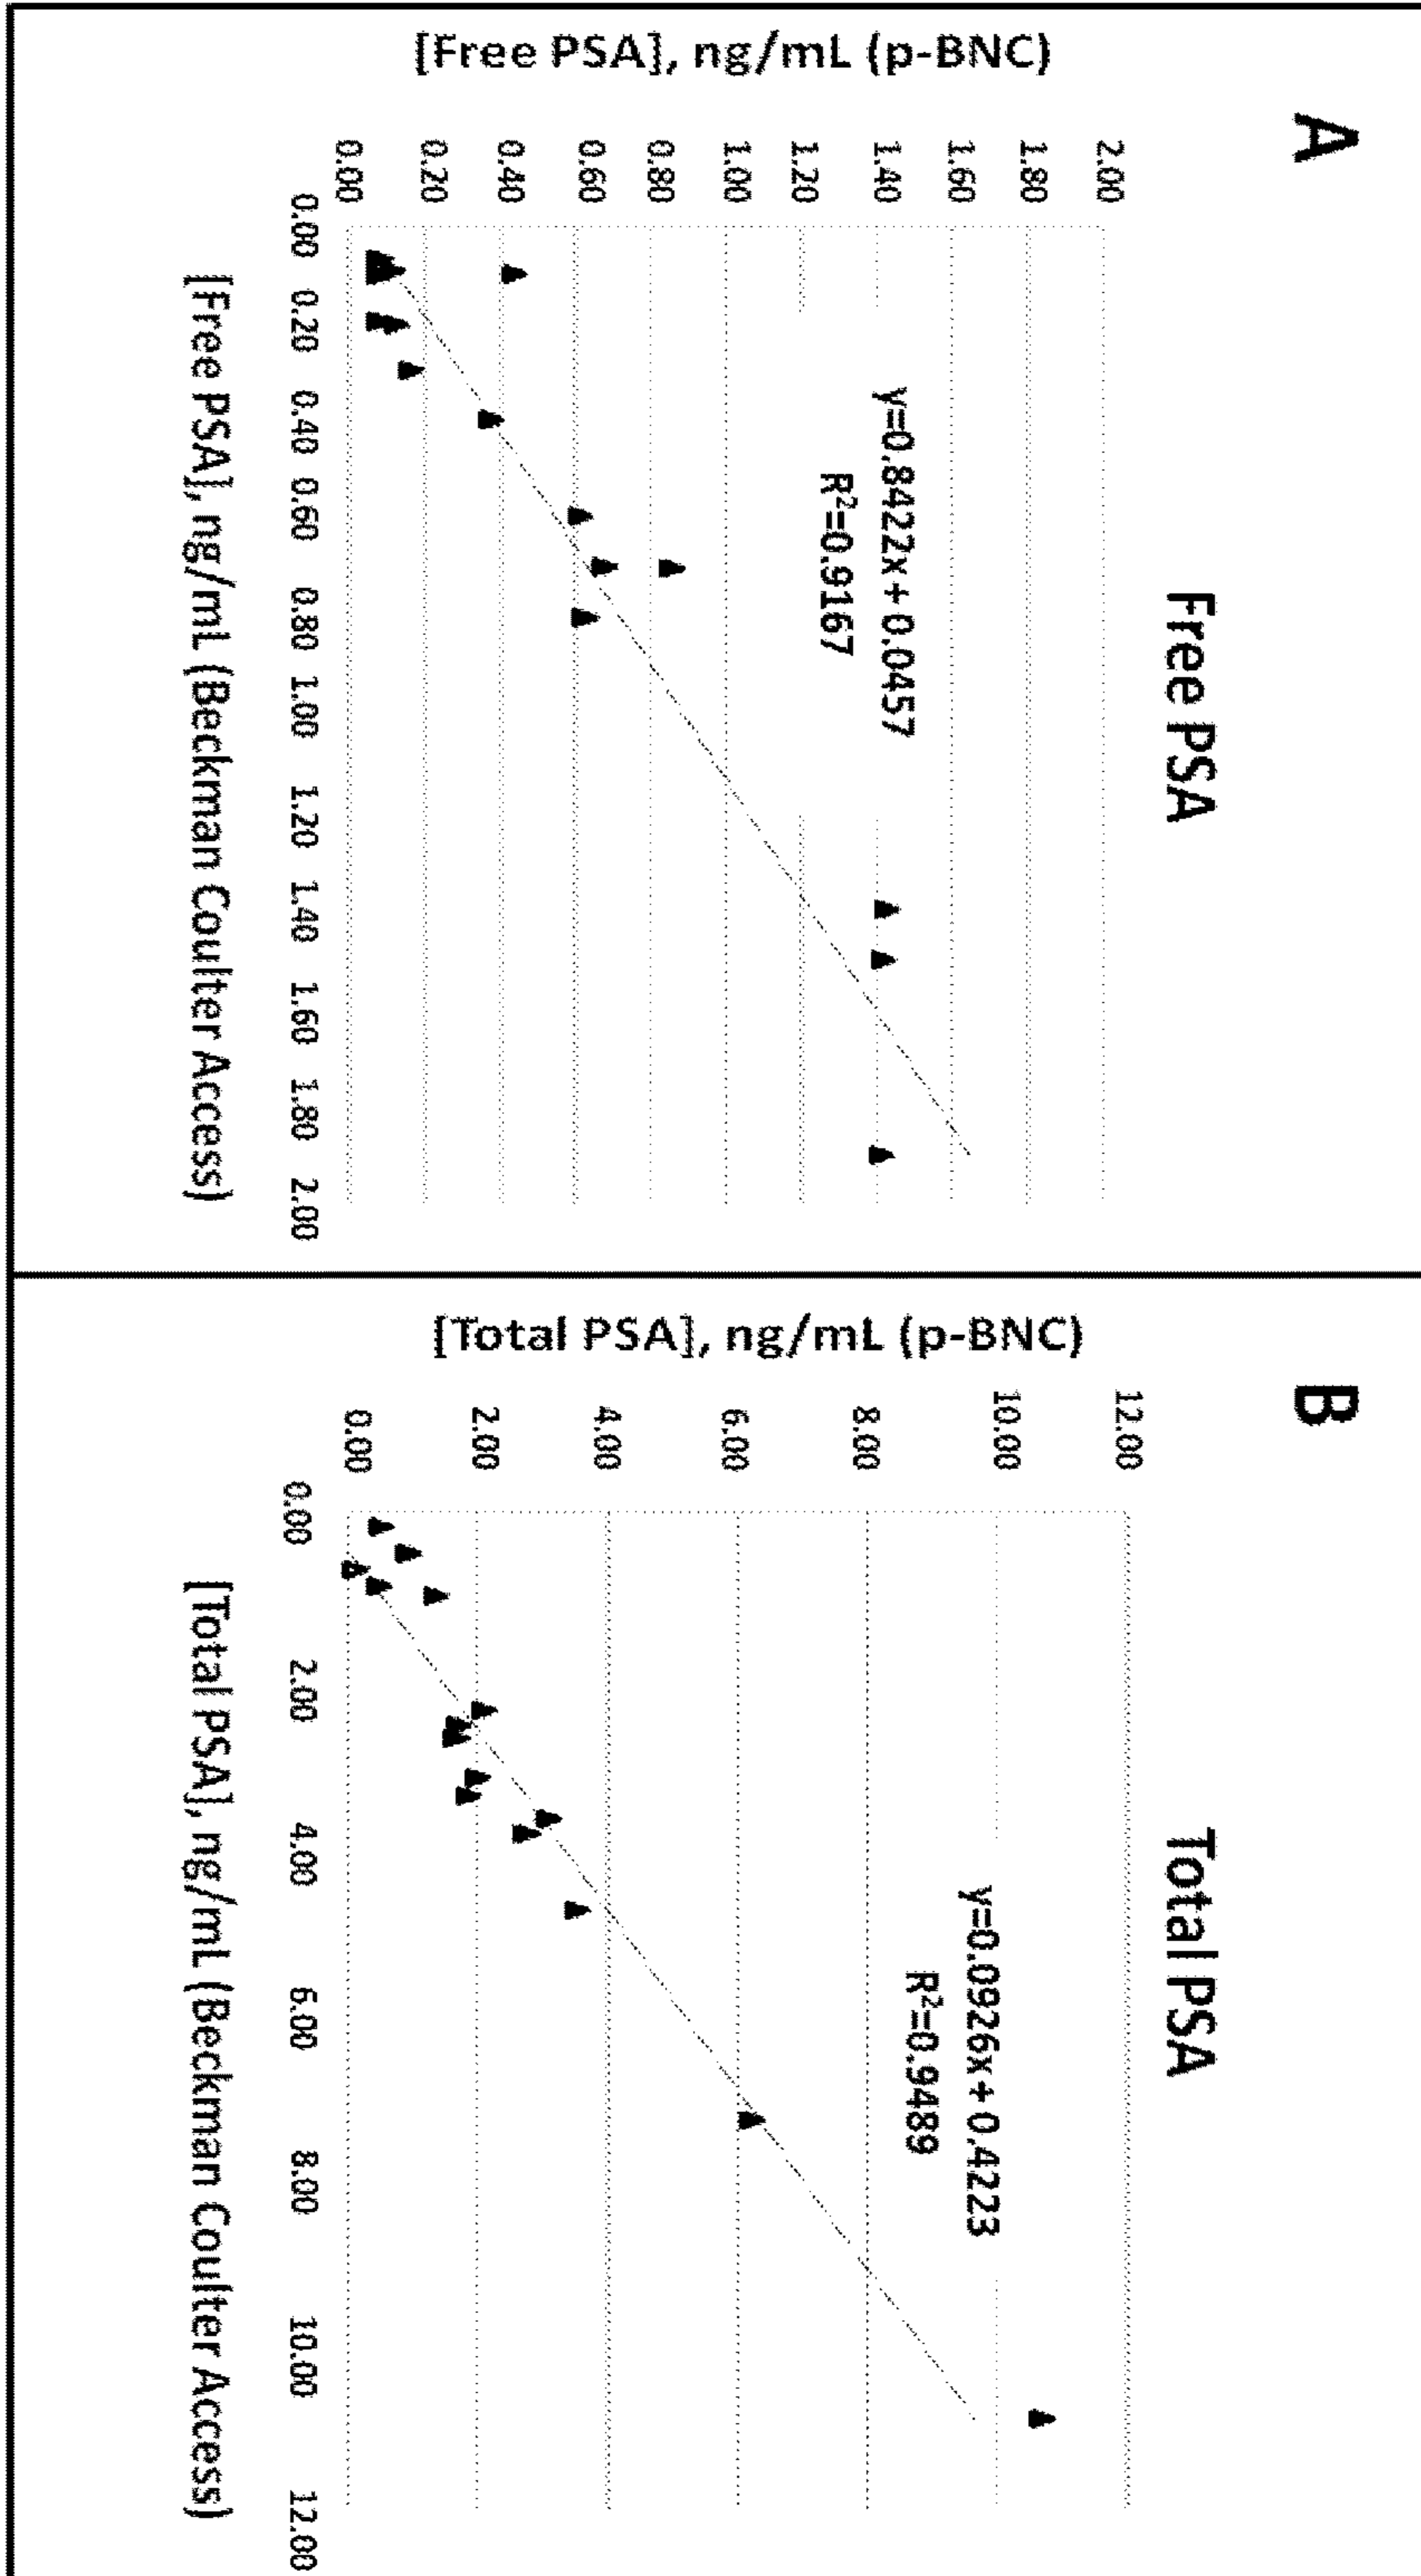 A
Free PSA
[Free PSA], ng/mL (p-BNC)
2.00
1.80
1.60
1.40
1.20
1.00
0.80
0.60
0.40
0.20
0.00
y=0.8422x + 0.0457
R²=0.9167
0.00 0.20 0.40 0.60 0.80 1.00 1.20 1.40 1.60 1.80 2.00
[Free PSA], ng/mL (Beckman Coulter Access)
B
Total PSA
[Total PSA], ng/mL (p-BNC)
12.00
10.00
8.00
6.00
4.00
2.00
0.00
y=0.0926x + 0.4223
R²=0.9489
0.00 2.00 4.00 6.00 8.00 10.00 12.00
[Total PSA], ng/mL (Beckman Coulter Access)